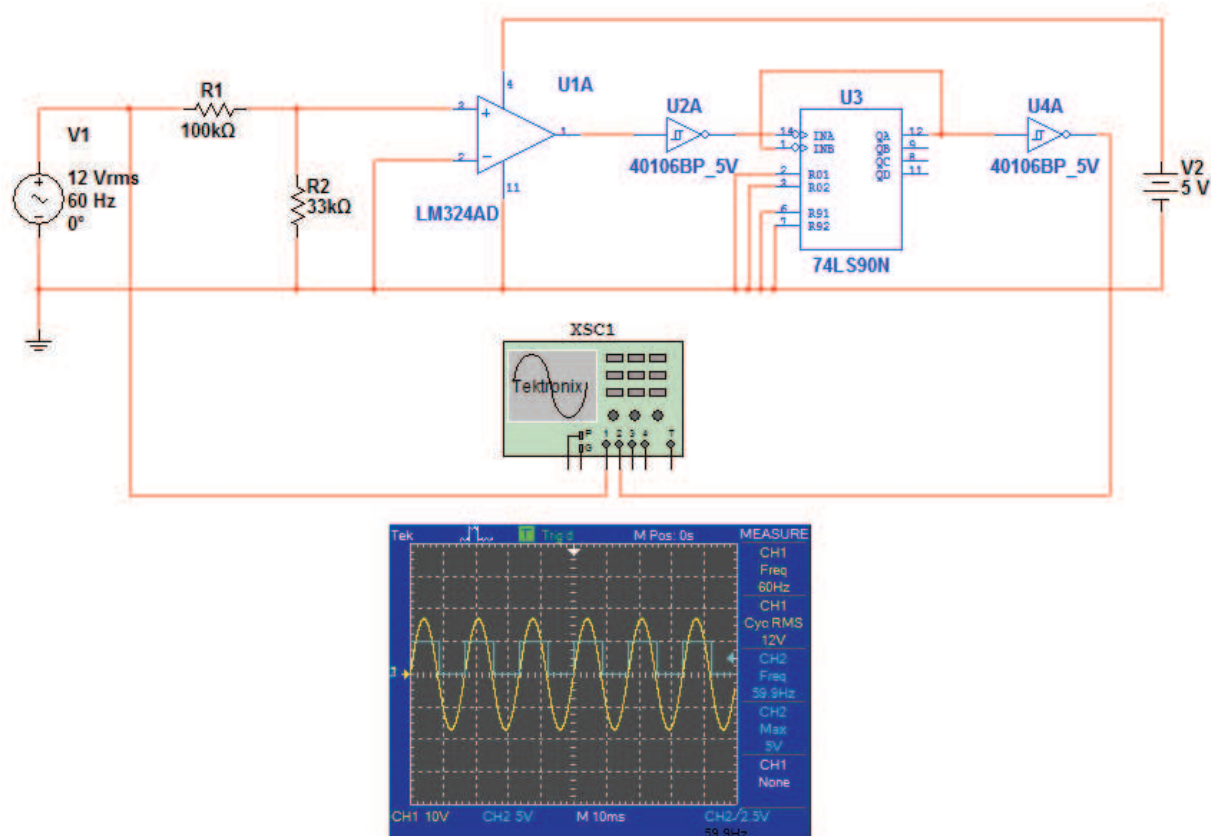 V1
12 Vrms
60 Hz
0°
R1
100kΩ
R2
33kΩ
U1A
3
2
4
11
1
+
−
LM324AD
U2A
40106BP_5V
U3
14
1
2
3
6
7
INA
INB
R01
R02
R91
R92
QA
QB
QC
QD
12
9
8
11
74LS90N
U4A
40106BP_5V
V2
5 V
XSC1
Tektronix
P
G
1 2 3 4 T
Tek
T Trig'd
M Pos: 0s
MEASURE
CH1
Freq
60Hz
CH1
Cyc RMS
12V
CH2
Freq
59.9Hz
CH2
Max
5V
CH1
None
CH1 10V
CH2 5V
M 10ms
CH2/2.5V
59.9Hz